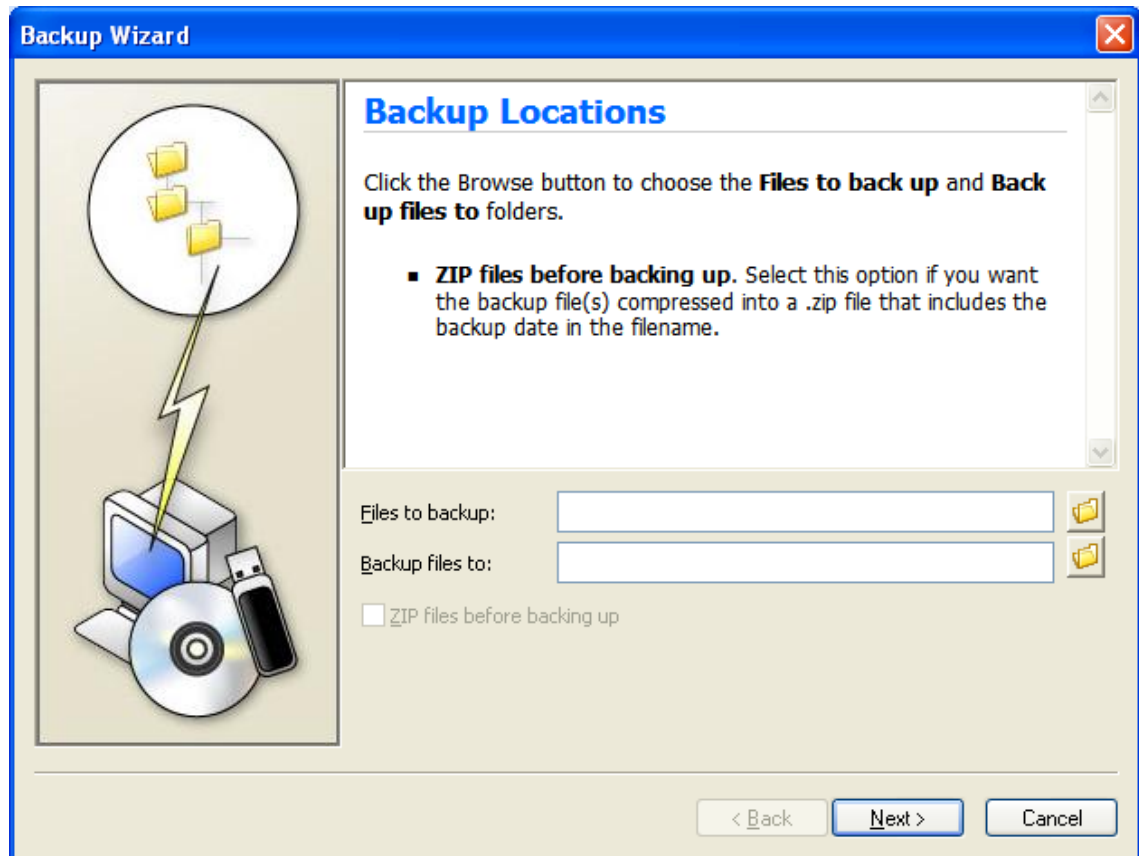 Backup Wizard
Backup Locations
Click the Browse button to choose the Files to back up and Back
up files to folders.
▪ ZIP files before backing up. Select this option if you want
the backup file(s) compressed into a .zip file that includes the
backup date in the filename.
Files to backup:
Backup files to:
ZIP files before backing up
< Back
Next >
Cancel